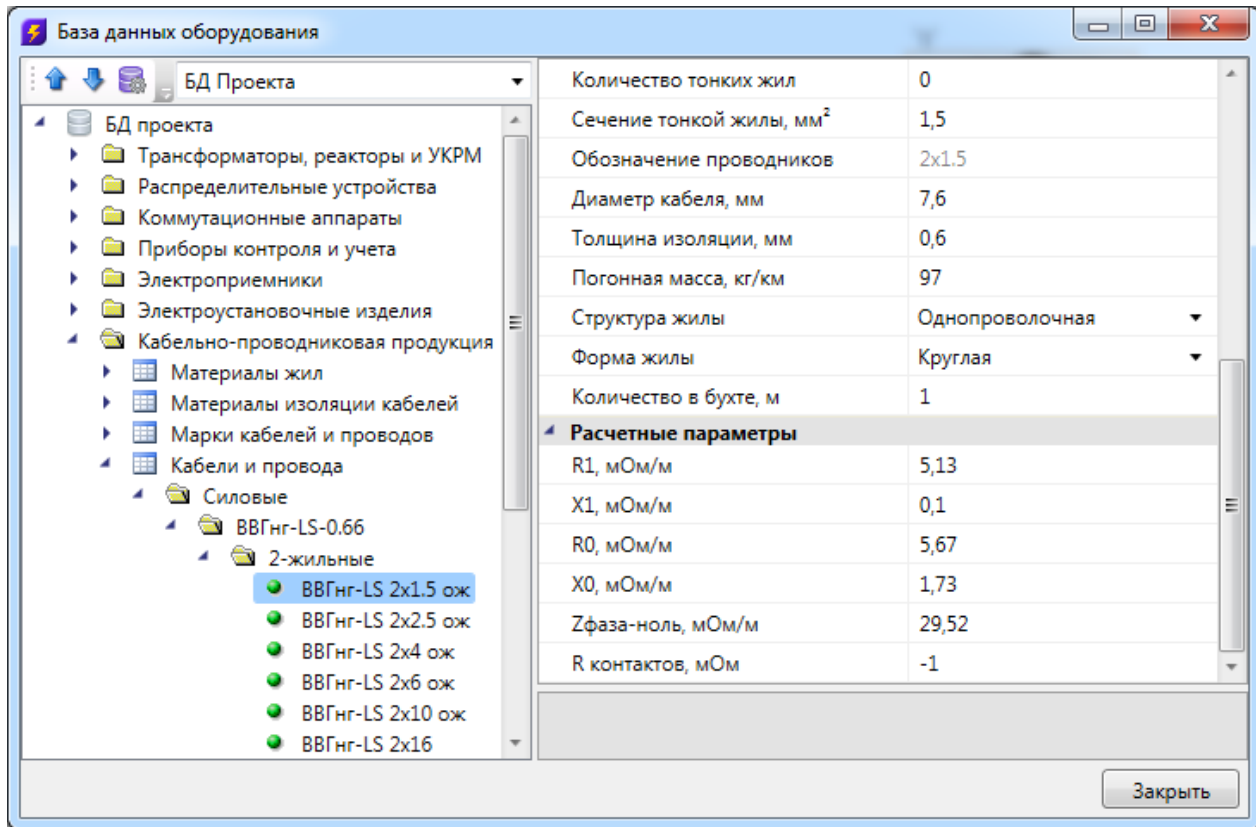 База данных оборудования
БД Проекта
БД проекта
Трансформаторы, реакторы и УКРМ
Распределительные устройства
Коммутационные аппараты
Приборы контроля и учета
Электроприемники
Электроустановочные изделия
Кабельно-проводниковая продукция
Материалы жил
Материалы изоляции кабелей
Марки кабелей и проводов
Кабели и провода
Силовые
ВВГнг-LS-0.66
2-жильные
ВВГнг-LS 2x1.5 ож
ВВГнг-LS 2x2.5 ож
ВВГнг-LS 2x4 ож
ВВГнг-LS 2x6 ож
ВВГнг-LS 2x10 ож
ВВГнг-LS 2x16
Количество тонких жил 0
Сечение тонкой жилы, мм² 1,5
Обозначение проводников 2x1.5
Диаметр кабеля, мм 7,6
Толщина изоляции, мм 0,6
Погонная масса, кг/км 97
Структура жилы Однопроволочная
Форма жилы Круглая
Количество в бухте, м 1
Расчетные параметры
R1, мОм/м 5,13
X1, мОм/м 0,1
R0, мОм/м 5,67
X0, мОм/м 1,73
Zфаза-ноль, мОм/м 29,52
R контактов, мОм -1
Закрыть